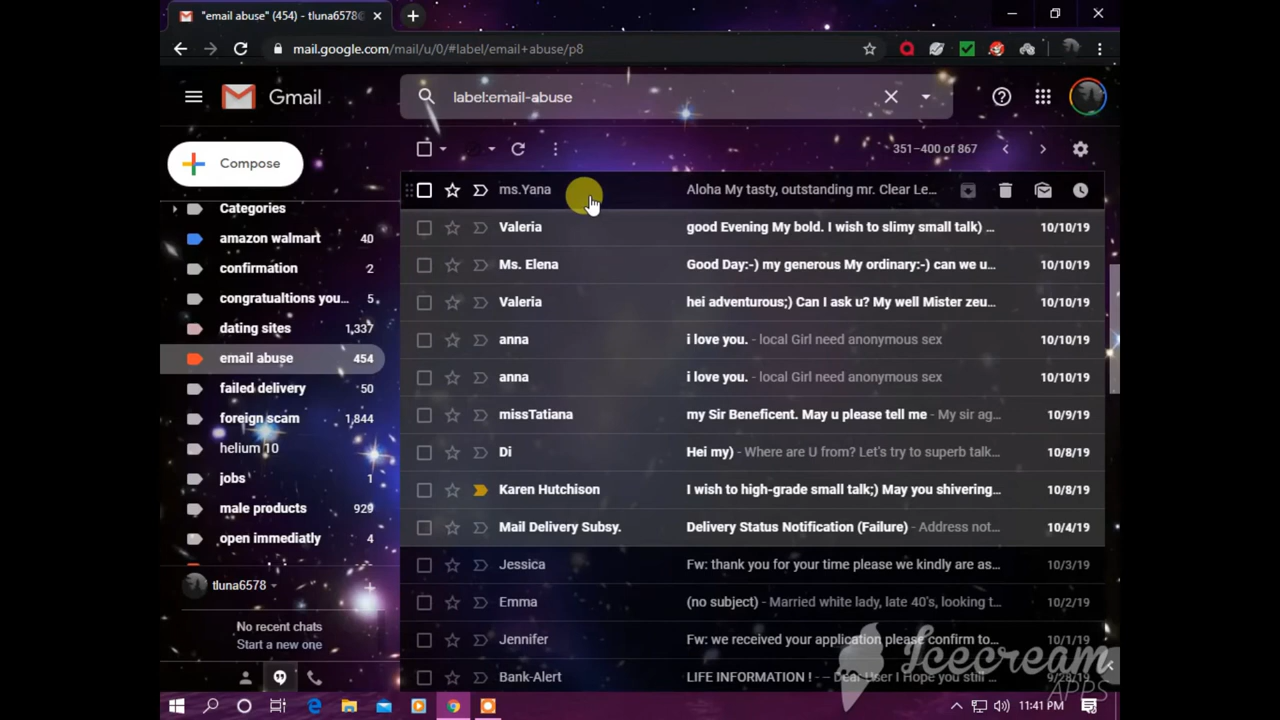 "email abuse" (454) - tluna6578@
mail.google.com/mail/u/0/#label/email+abuse/p8
Gmail
label:email-abuse
Compose
351–400 of 867
Categories
amazon walmart 40
confirmation 2
congratualtions you... 5
dating sites 1,337
email abuse 454
failed delivery 50
foreign scam 1,844
helium 10
jobs 1
male products 929
open immediatly 4
tluna6578
No recent chats
Start a new one
ms.Yana Aloha My tasty, outstanding mr. Clear Le...
Valeria good Evening My bold. I wish to slimy small talk) ... 10/10/19
Ms. Elena Good Day:-) my generous My ordinary:-) can we u... 10/10/19
Valeria hei adventurous;) Can I ask u? My well Mister zeu... 10/10/19
anna i love you. - local Girl need anonymous sex 10/10/19
anna i love you. - local Girl need anonymous sex 10/10/19
missTatiana my Sir Beneficent. May u please tell me - My sir ag... 10/9/19
Di Hei my) - Where are U from? Let's try to superb talk... 10/8/19
Karen Hutchison I wish to high-grade small talk;) May you shivering... 10/8/19
Mail Delivery Subsy. Delivery Status Notification (Failure) - Address not... 10/4/19
Jessica Fw: thank you for your time please we kindly are as... 10/3/19
Emma (no subject) - Married white lady, late 40's, looking t... 10/2/19
Jennifer Fw: we received your application please confirm to... 10/1/19
Bank-Alert LIFE INFORMATION ! - – Dear User I Hope you still ... 9/28/19
Icecream
APPS
11:41 PM